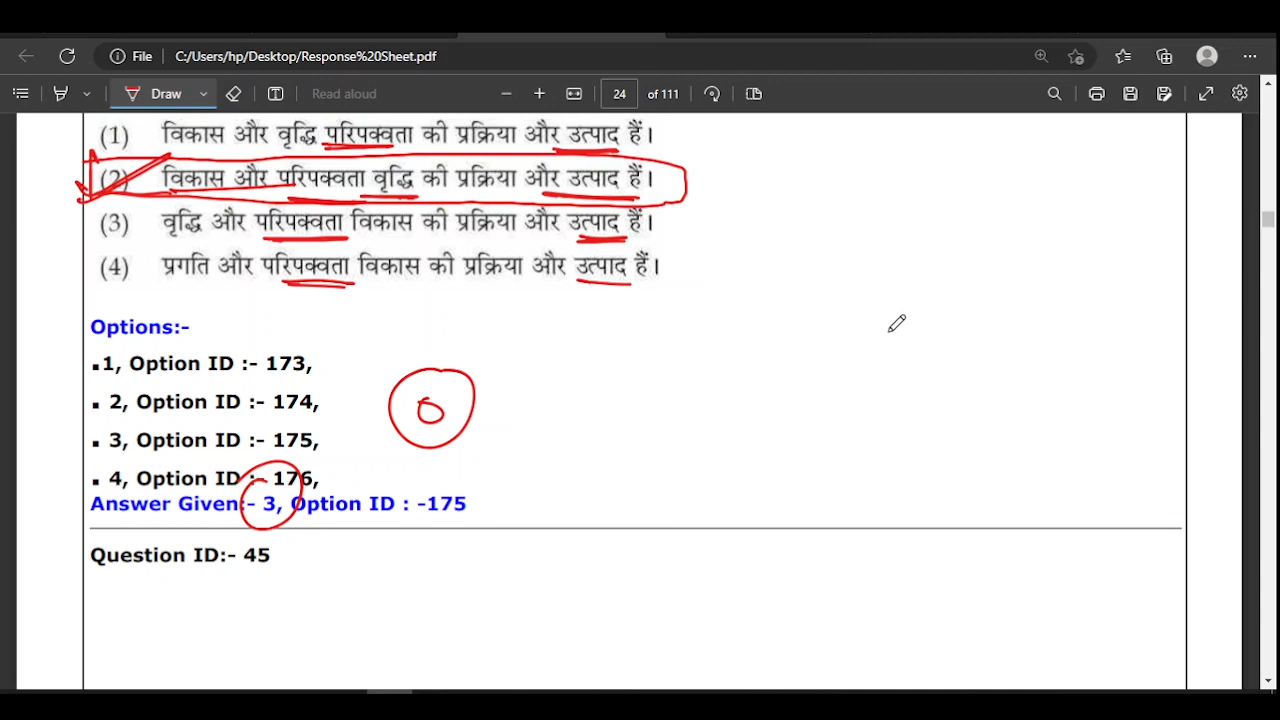 File C:/Users/hp/Desktop/Response%20Sheet.pdf
Draw Read aloud 24 of 111
(1) विकास और वृद्धि परिपक्वता की प्रक्रिया और उत्पाद हैं।
(2) विकास और परिपक्वता वृद्धि की प्रक्रिया और उत्पाद हैं।
(3) वृद्धि और परिपक्वता विकास की प्रक्रिया और उत्पाद हैं।
(4) प्रगति और परिपक्वता विकास की प्रक्रिया और उत्पाद हैं।
Options:-
1, Option ID :- 173,
2, Option ID :- 174,
3, Option ID :- 175,
4, Option ID :- 176,
Answer Given:- 3, Option ID : -175
Question ID:- 45